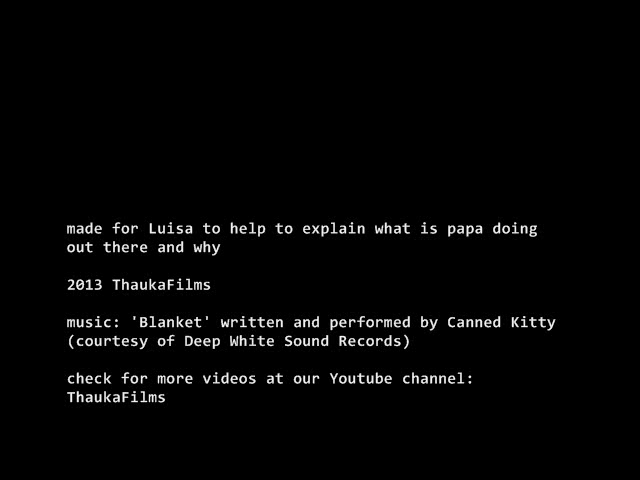 made for Luisa to help to explain what is papa doing
out there and why
2013 ThaukaFilms
music: 'Blanket' written and performed by Canned Kitty
(courtesy of Deep White Sound Records)
check for more videos at our Youtube channel:
ThaukaFilms